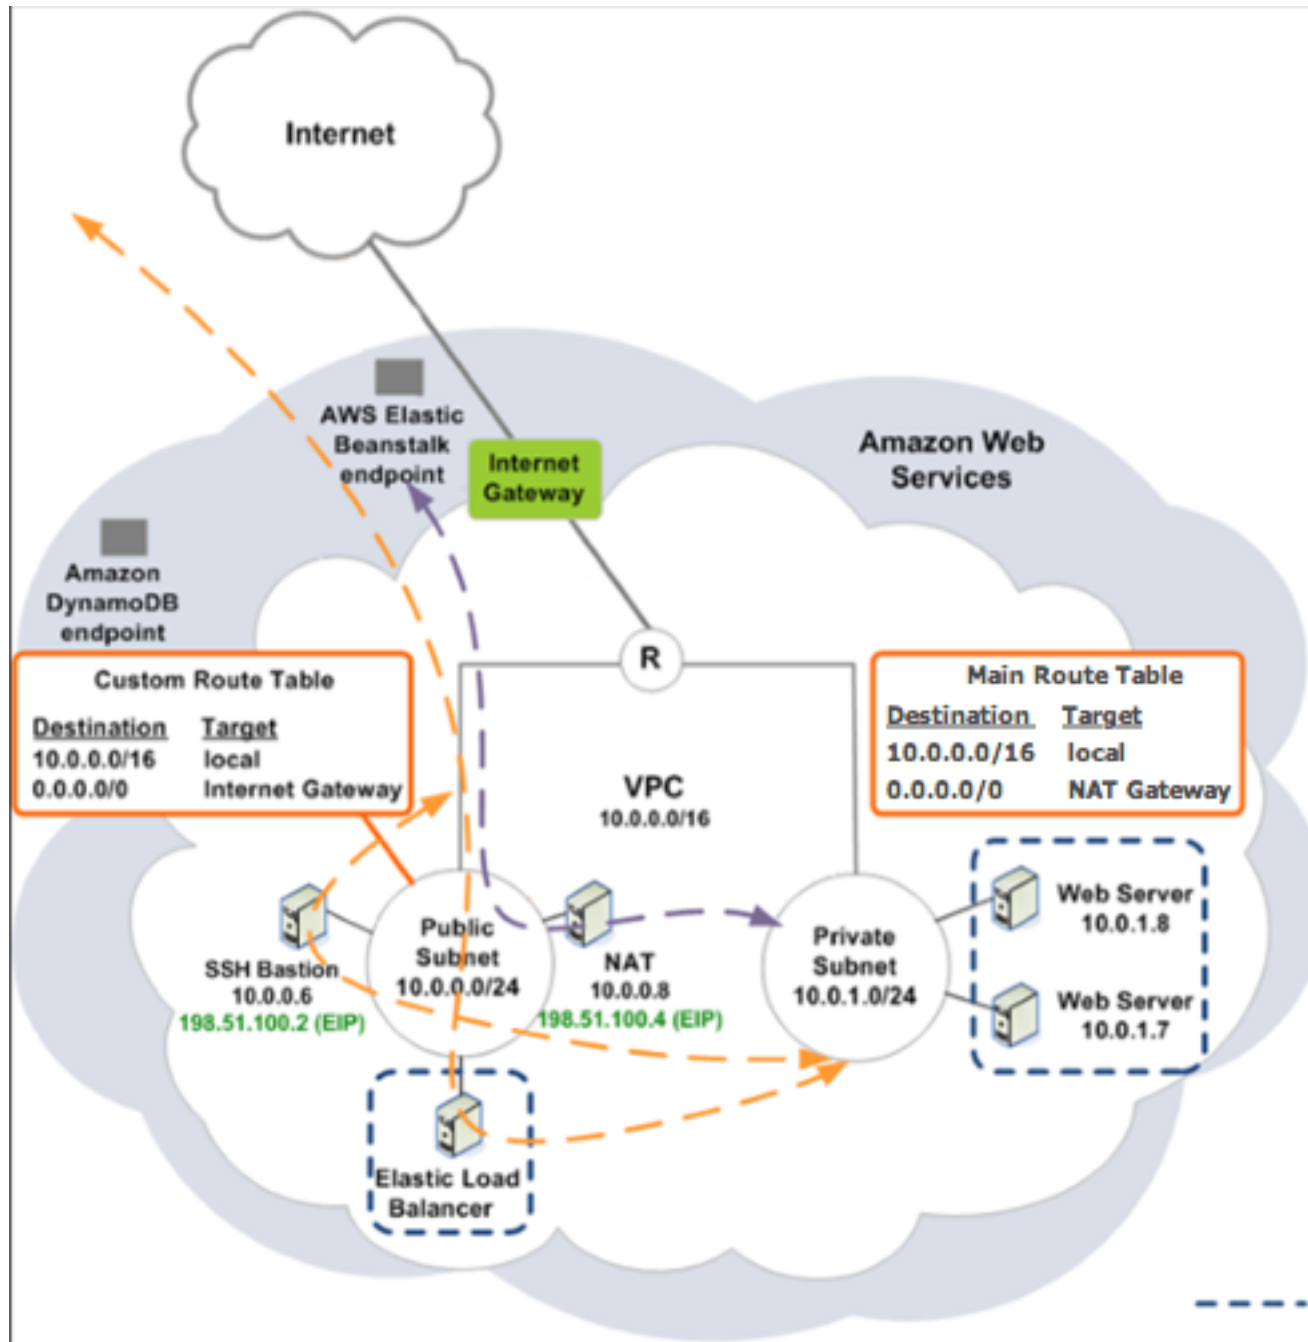 Internet
AWS Elastic
Beanstalk
endpoint
Internet
Gateway
Amazon Web
Services
Amazon
DynamoDB
endpoint
R
Custom Route Table
Destination Target
10.0.0.0/16 local
0.0.0.0/0 Internet Gateway
Main Route Table
Destination Target
10.0.0.0/16 local
0.0.0.0/0 NAT Gateway
VPC
10.0.0.0/16
SSH Bastion
10.0.0.6
198.51.100.2 (EIP)
Public
Subnet
10.0.0.0/24
NAT
10.0.0.8
198.51.100.4 (EIP)
Private
Subnet
10.0.1.0/24
Web Server
10.0.1.8
Web Server
10.0.1.7
Elastic Load
Balancer